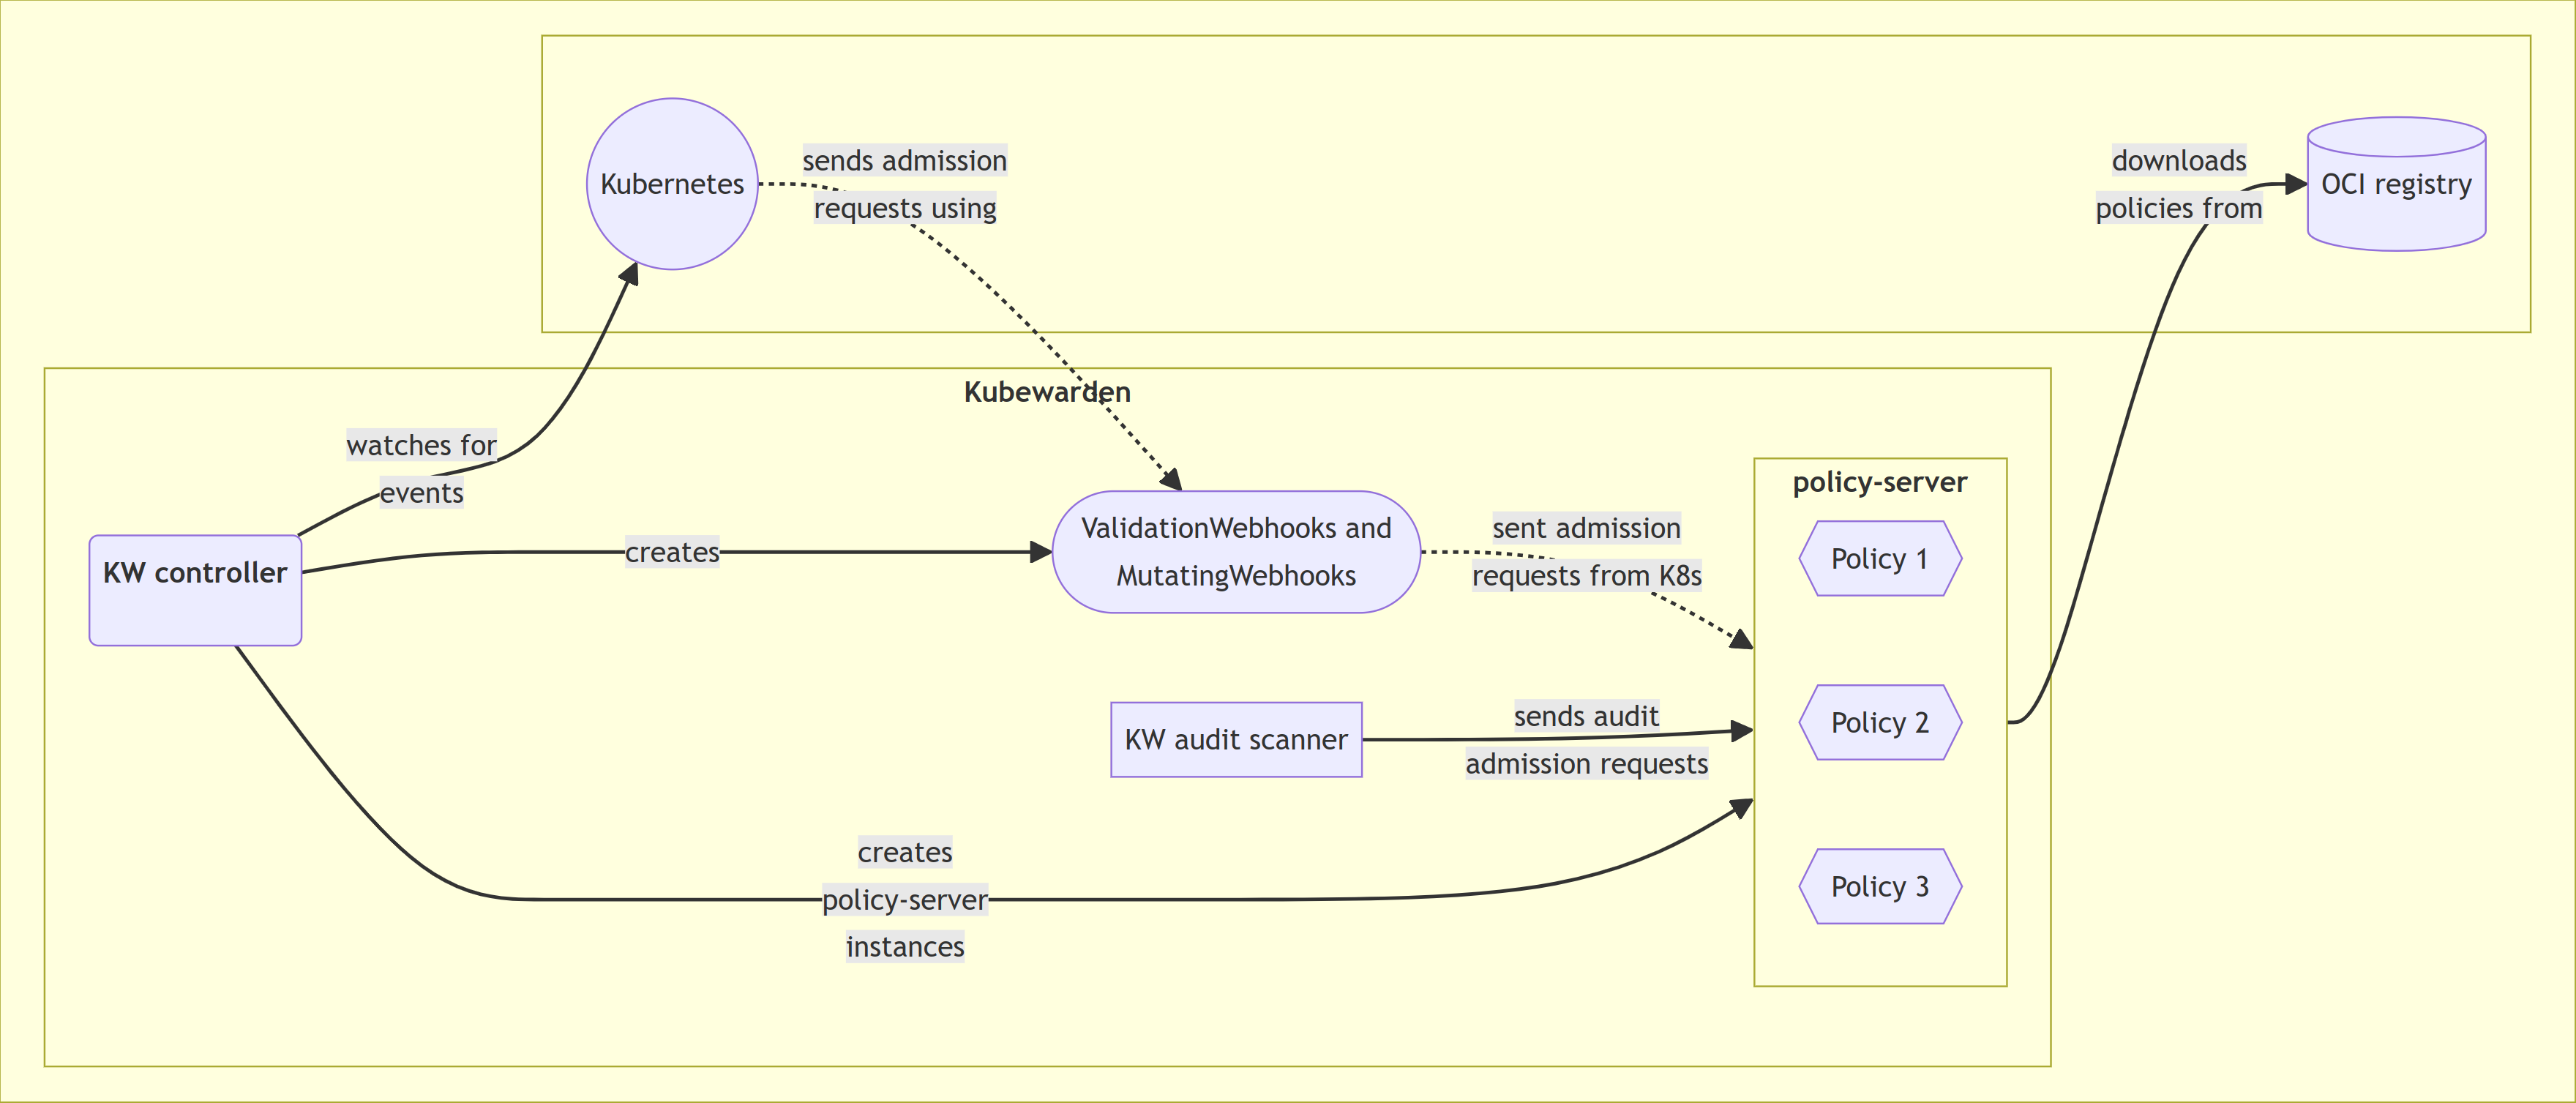 Kubernetes
sends admission
requests using
downloads
policies from
OCI registry
Kubewarden
watches for
events
KW controller
creates
ValidationWebhooks and
MutatingWebhooks
sent admission
requests from K8s
policy-server
Policy 1
Policy 2
Policy 3
KW audit scanner
sends audit
admission requests
creates
policy-server
instances